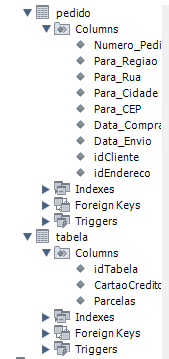 pedido
Columns
Numero_Pedi
Para_Regiao
Para_Rua
Para_Cidade
Para_CEP
Data_Compra
Data_Envio
idCliente
idEndereco
Indexes
Foreign Keys
Triggers
tabela
Columns
idTabela
CartaoCredito
Parcelas
Indexes
Foreign Keys
Triggers